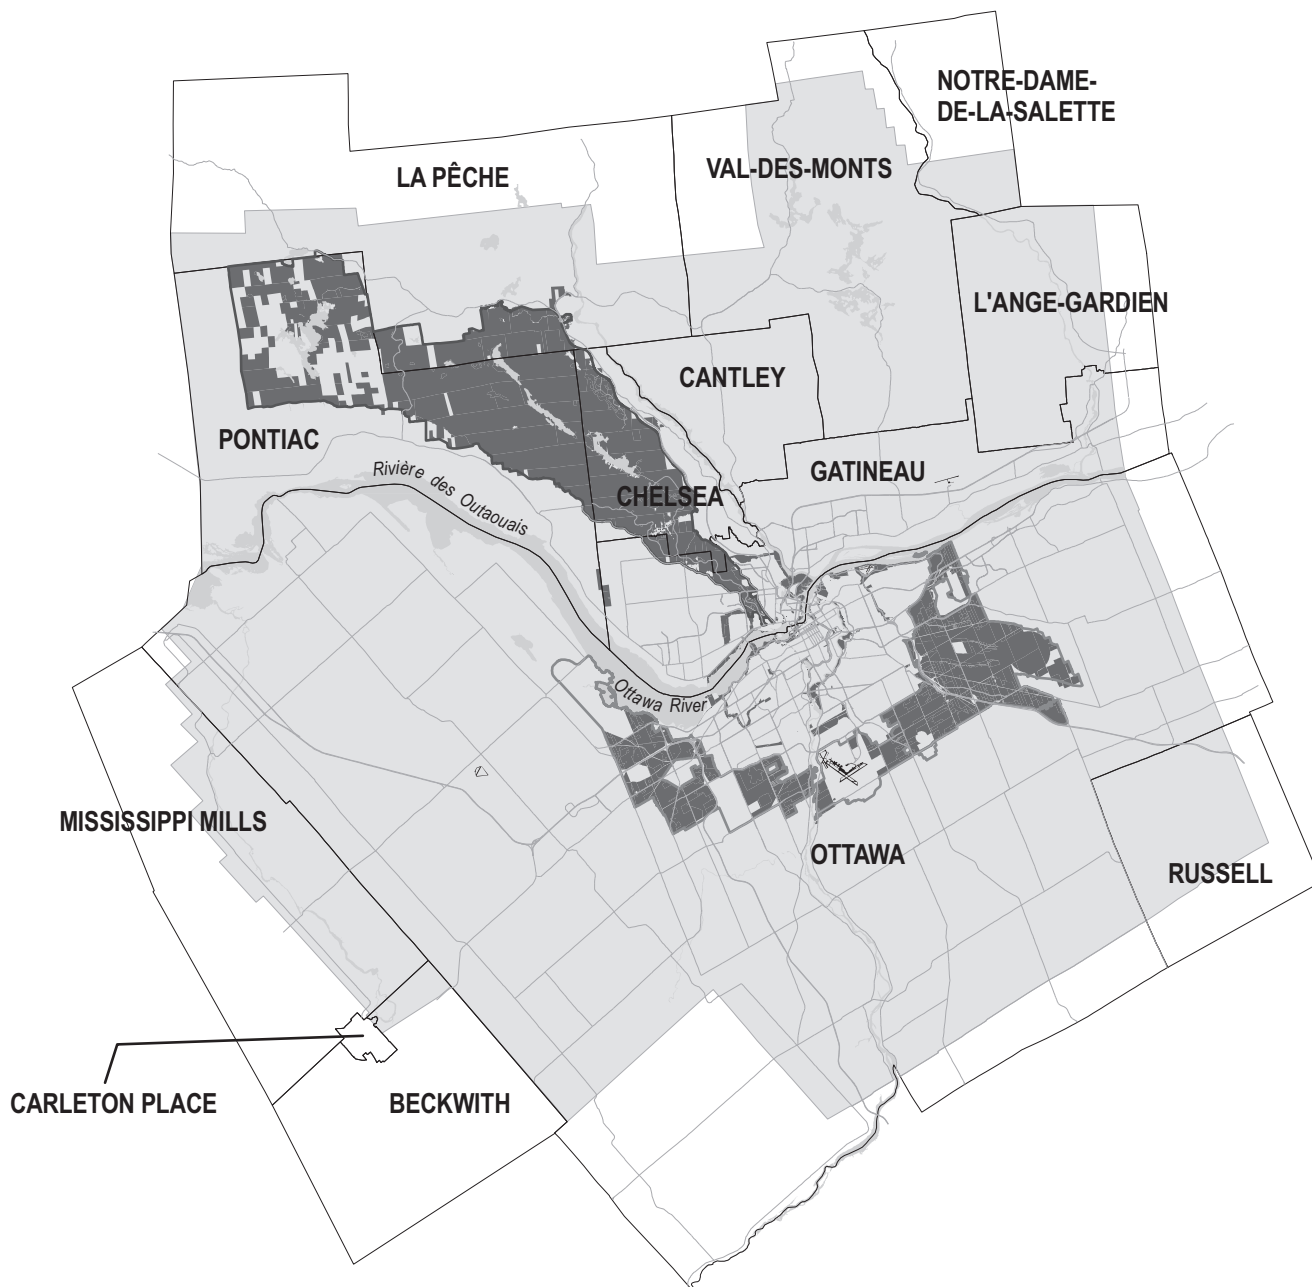 NOTRE-DAME-
DE-LA-SALETTE
LA PÊCHE
VAL-DES-MONTS
L'ANGE-GARDIEN
CANTLEY
PONTIAC
GATINEAU
Rivière des Outaouais
CHELSEA
Ottawa River
MISSISSIPPI MILLS
OTTAWA
RUSSELL
CARLETON PLACE
BECKWITH